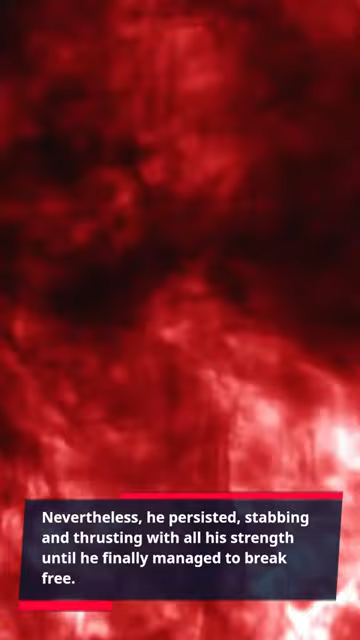 Nevertheless, he persisted, stabbing
and thrusting with all his strength
until he finally managed to break
free.